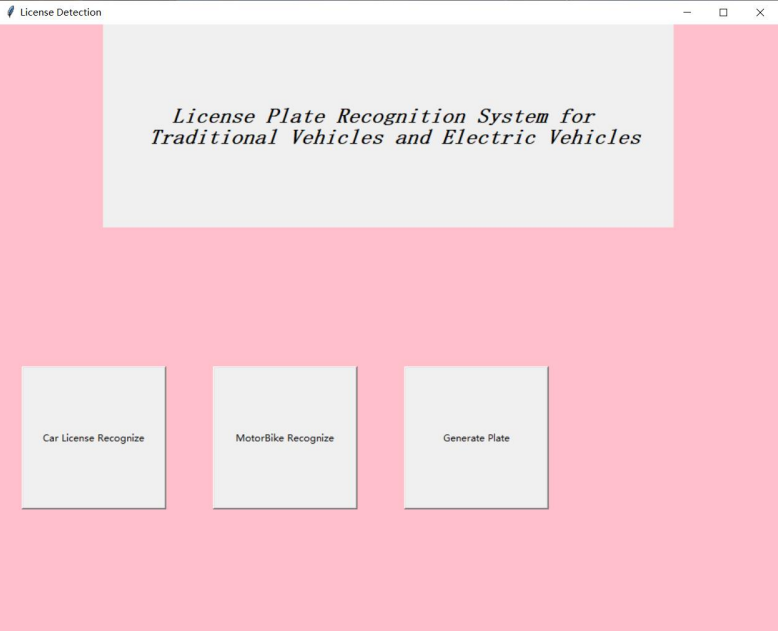 License Detection
License Plate Recognition System for
Traditional Vehicles and Electric Vehicles
Car License Recognize
MotorBike Recognize
Generate Plate